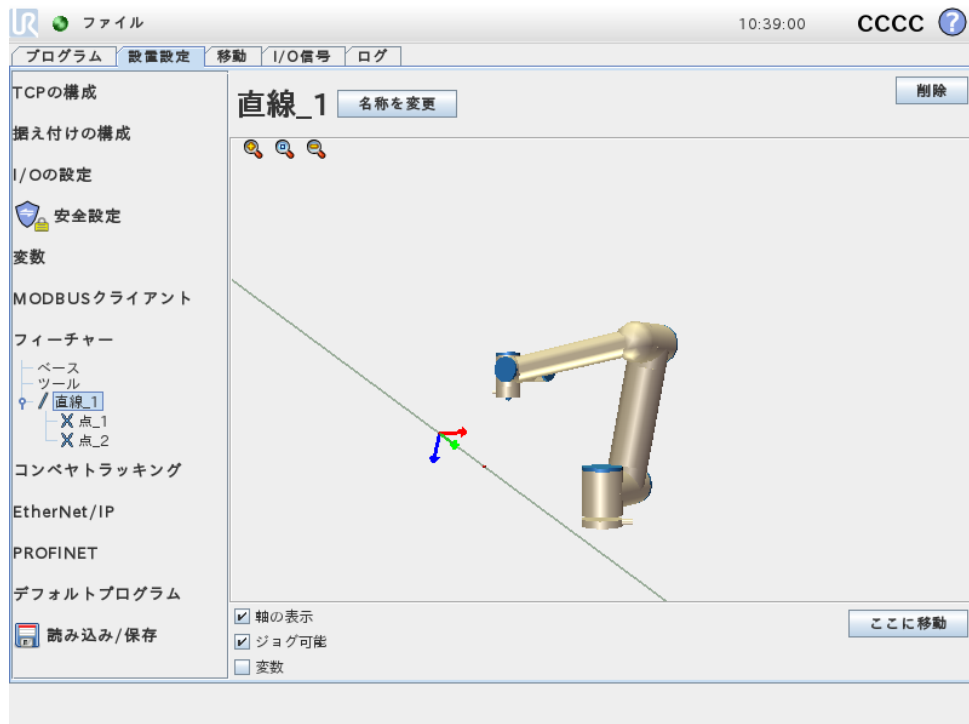 UR ファイル 10:39:00 CCCC ?
プログラム 設置設定 移動 I/O信号 ログ
TCPの構成
据え付けの構成
I/Oの設定
安全設定
変数
MODBUSクライアント
フィーチャー
ベース
ツール
直線_1
点_1
点_2
コンベヤトラッキング
EtherNet/IP
PROFINET
デフォルトプログラム
読み込み/保存
直線_1 名称を変更 削除
軸の表示
ジョグ可能
変数
ここに移動